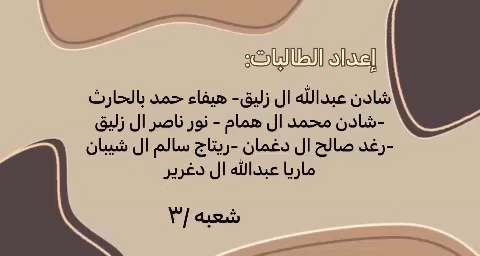 إعداد الطالبات:
شادن عبدالله ال زليق- هيفاء حمد بالحارث
-شادن محمد ال همام - نور ناصر ال زليق
-رغد صالح ال دغمان -ريتاج سالم ال شيبان
ماريا عبدالله ال دغرير
شعبه /٣